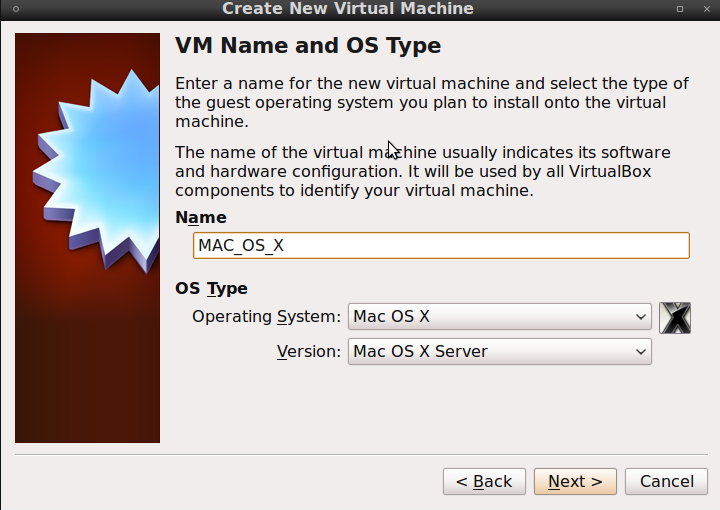 Create New Virtual Machine
VM Name and OS Type
Enter a name for the new virtual machine and select the type of
the guest operating system you plan to install onto the virtual
machine.
The name of the virtual machine usually indicates its software
and hardware configuration. It will be used by all VirtualBox
components to identify your virtual machine.
Name
MAC_OS_X
OS Type
Operating System: Mac OS X
Version: Mac OS X Server
< Back Next > Cancel